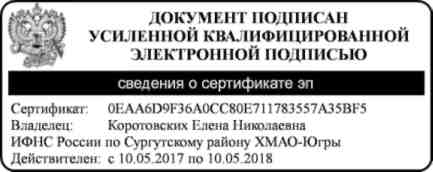 ДОКУМЕНТ ПОДПИСАН
УСИЛЕННОЙ КВАЛИФИЦИРОВАННОЙ
ЭЛЕКТРОННОЙ ПОДПИСЬЮ
сведения о сертификате эп
Сертификат: 0EAA6D9F36A0CC80E711783557A35BF5
Владелец: Коротовских Елена Николаевна
ИФНС России по Сургутскому району ХМАО-Югры
Действителен: с 10.05.2017 по 10.05.2018